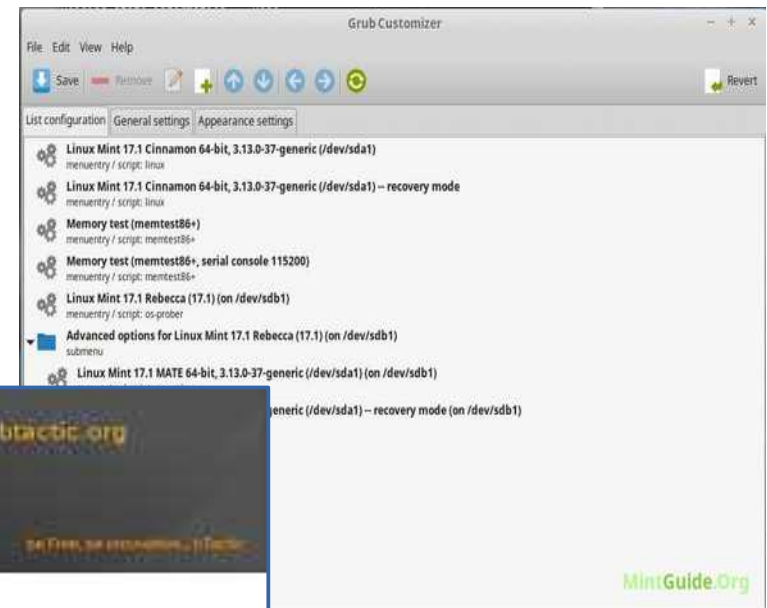 Grub Customizer
File Edit View Help
Save Remove Revert
List configuration General settings Appearance settings
Linux Mint 17.1 Cinnamon 64-bit, 3.13.0-37-generic (/dev/sda1)
menuentry / script: linux
Linux Mint 17.1 Cinnamon 64-bit, 3.13.0-37-generic (/dev/sda1) -- recovery mode
menuentry / script: linux
Memory test (memtest86+)
menuentry / script: memtest86+
Memory test (memtest86+, serial console 115200)
menuentry / script: memtest86+
Linux Mint 17.1 Rebecca (17.1) (on /dev/sdb1)
menuentry / script: os-prober
Advanced options for Linux Mint 17.1 Rebecca (17.1) (on /dev/sdb1)
submenu
Linux Mint 17.1 MATE 64-bit, 3.13.0-37-generic (/dev/sda1) (on /dev/sdb1)
generic (/dev/sda1) -- recovery mode (on /dev/sdb1)
btactic.org
MintGuide.Org